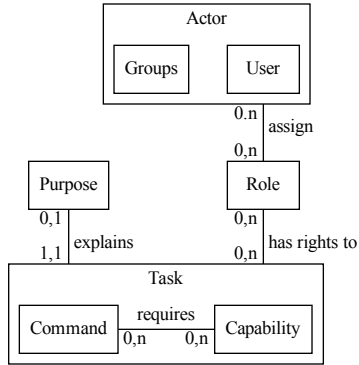 Actor
Groups User
0.n
assign
0,n
Purpose Role
0,1 0,n
explains has rights to
1,1 0,n
Task
requires
Command Capability
0,n 0,n